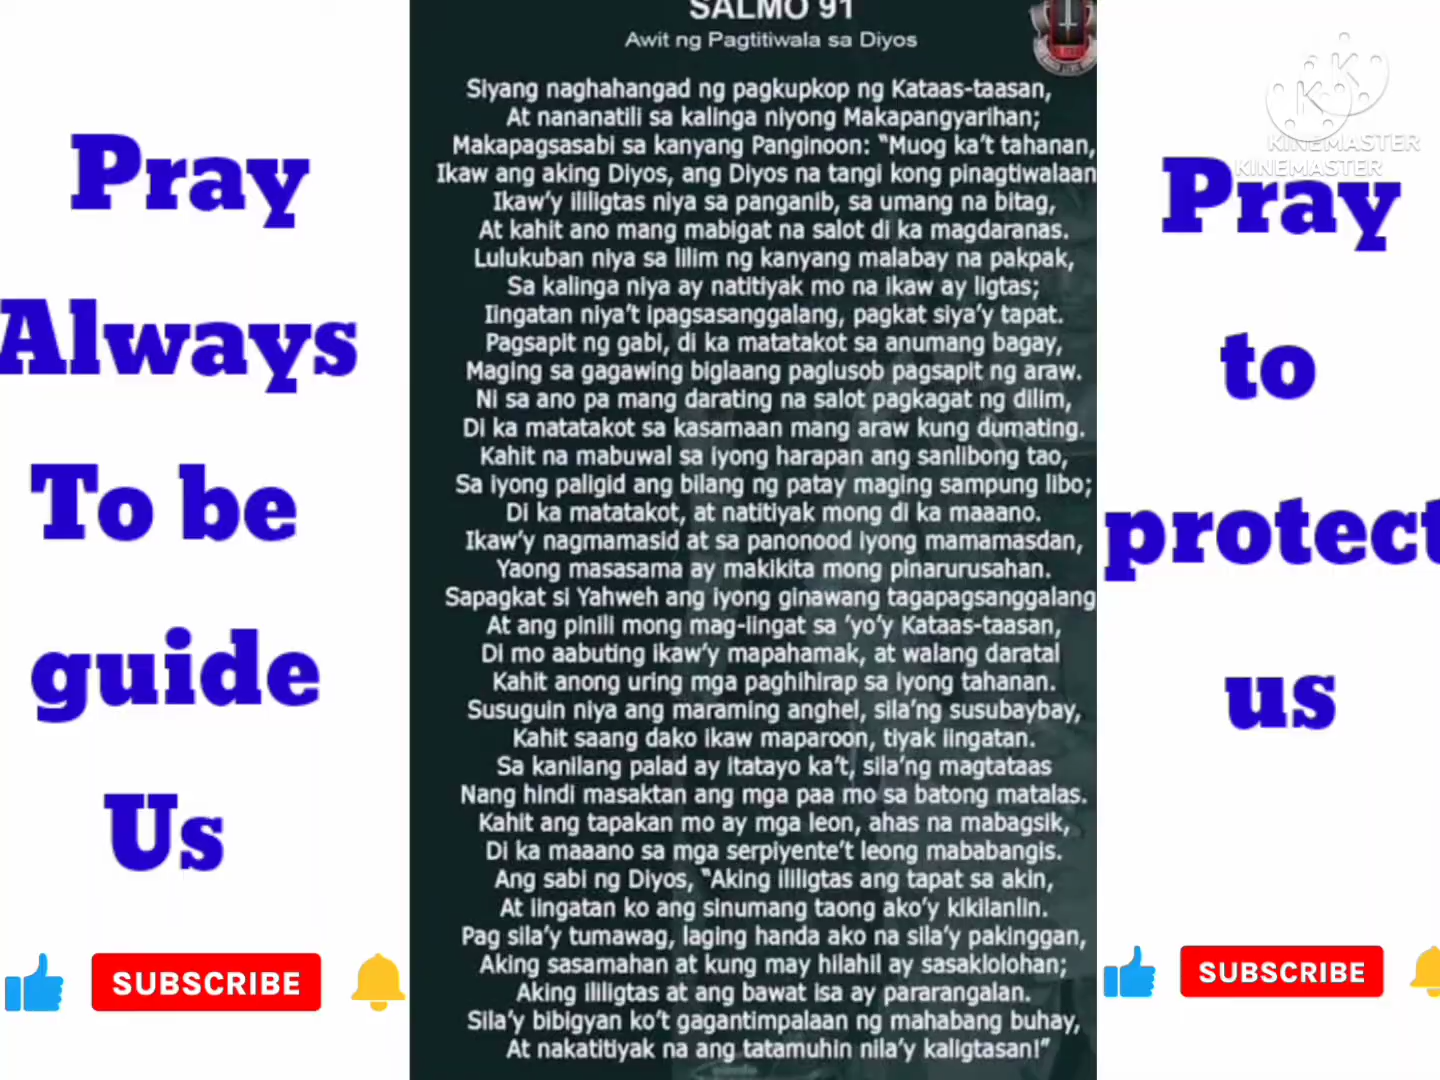 Pray
Always
To be
guide
Us
SUBSCRIBE
SALMO 91
Awit ng Pagtitiwala sa Diyos
Siyang naghahangad ng pagkupkop ng Kataas-taasan,
At nananatili sa kalinga niyong Makapangyarihan;
Makapagsasabi sa kanyang Panginoon: “Muog ka’t tahanan,
Ikaw ang aking Diyos, ang Diyos na tangi kong pinagtiwalaan
Ikaw’y ililigtas niya sa panganib, sa umang na bitag,
At kahit ano mang mabigat na salot di ka magdaranas.
Lulukuban niya sa lilim ng kanyang malabay na pakpak,
Sa kalinga niya ay natitiyak mo na ikaw ay ligtas;
Iingatan niya’t ipagsasanggalang, pagkat siya’y tapat.
Pagsapit ng gabi, di ka matatakot sa anumang bagay,
Maging sa gagawing biglaang paglusob pagsapit ng araw.
Ni sa ano pa mang darating na salot pagkagat ng dilim,
Di ka matatakot sa kasamaan mang araw kung dumating.
Kahit na mabuwal sa iyong harapan ang sanlibong tao,
Sa iyong paligid ang bilang ng patay maging sampung libo;
Di ka matatakot, at natitiyak mong di ka maaano.
Ikaw’y nagmamasid at sa panonood iyong mamamasdan,
Yaong masasama ay makikita mong pinarurusahan.
Sapagkat si Yahweh ang iyong ginawang tagapagsanggalang
At ang pinili mong mag-iingat sa ’yo’y Kataas-taasan,
Di mo aabuting ikaw’y mapahamak, at walang daratal
Kahit anong uring mga paghihirap sa iyong tahanan.
Susuguin niya ang maraming anghel, sila’ng susubaybay,
Kahit saang dako ikaw maparoon, tiyak iingatan.
Sa kanilang palad ay itatayo ka’t, sila’ng magtataas
Nang hindi masaktan ang mga paa mo sa batong matalas.
Kahit ang tapakan mo ay mga leon, ahas na mabagsik,
Di ka maaano sa mga serpiyente’t leong mababangis.
Ang sabi ng Diyos, “Aking ililigtas ang tapat sa akin,
At iingatan ko ang sinumang taong ako’y kikilanlin.
Pag sila’y tumawag, laging handa ako na sila’y pakinggan,
Aking sasamahan at kung may hilahil ay sasaklolohan;
Aking ililigtas at ang bawat isa ay pararangalan.
Sila’y bibigyan ko’t gagantimpalaan ng mahabang buhay,
At nakatitiyak na ang tatamuhin nila’y kaligtasan!”
K
K
KINEMASTER
KINEMASTER
Pray
to
protect
us
SUBSCRIBE